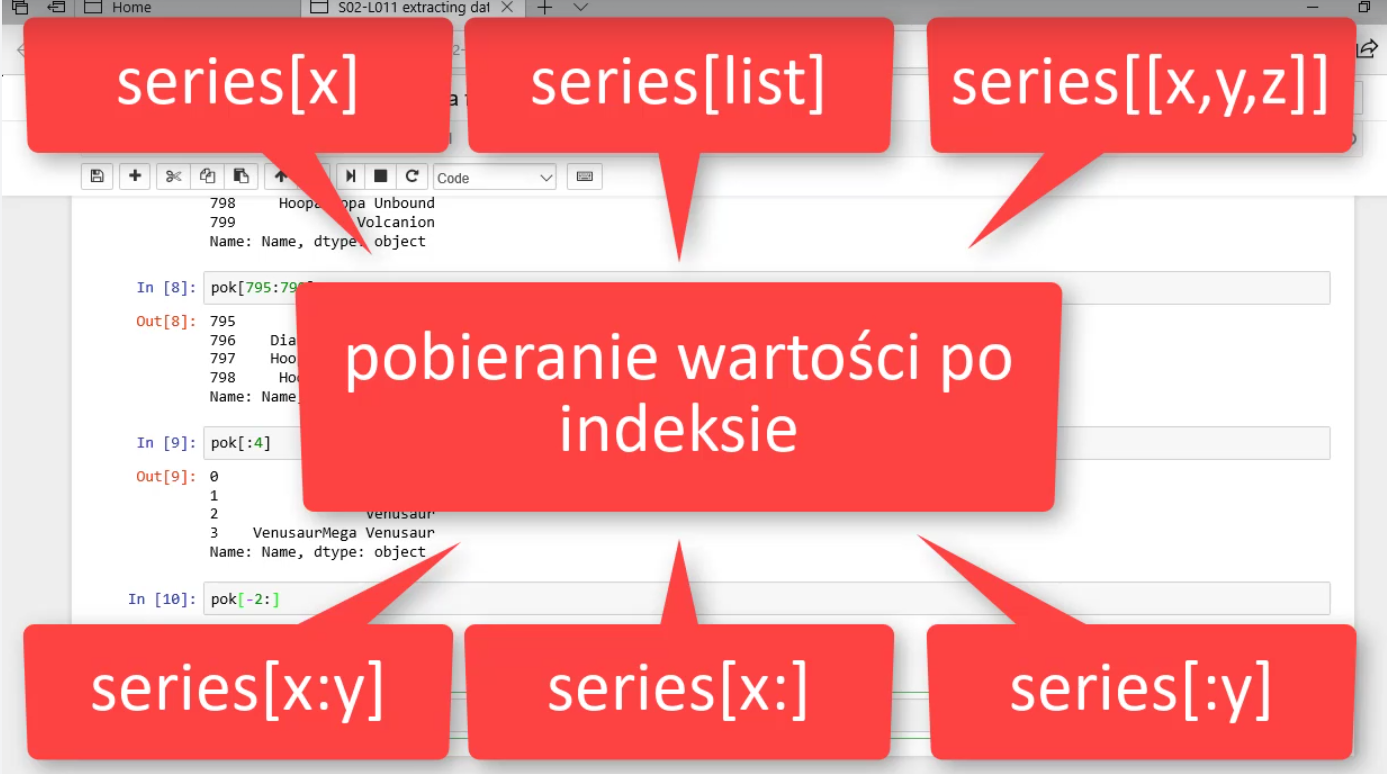 Home
S02-L011 extracting dat
series[x]
series[list]
series[[x,y,z]]
Code
798 Hoopa opa Unbound
799 Volcanion
Name: Name, dtype: object
In [8]: pok[795:79
Out[8]: 795
796 Dia
797 Hoo
798 Ho
Name: Name,
pobieranie wartości po
indeksie
In [9]: pok[:4]
Out[9]: 0
1
2 Venusaur
3 VenusaurMega Venusaur
Name: Name, dtype: object
In [10]: pok[-2:]
series[x:y]
series[x:]
series[:y]